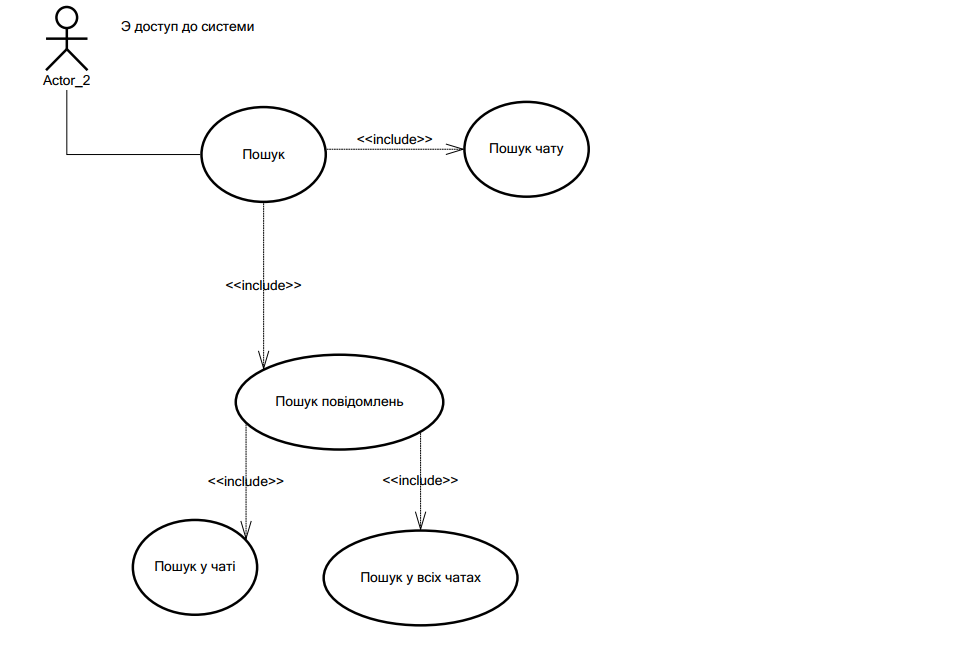 Э доступ до системи
Actor_2
Пошук
<<include>>
Пошук чату
<<include>>
Пошук повідомлень
<<include>>
<<include>>
Пошук у чаті
Пошук у всіх чатах